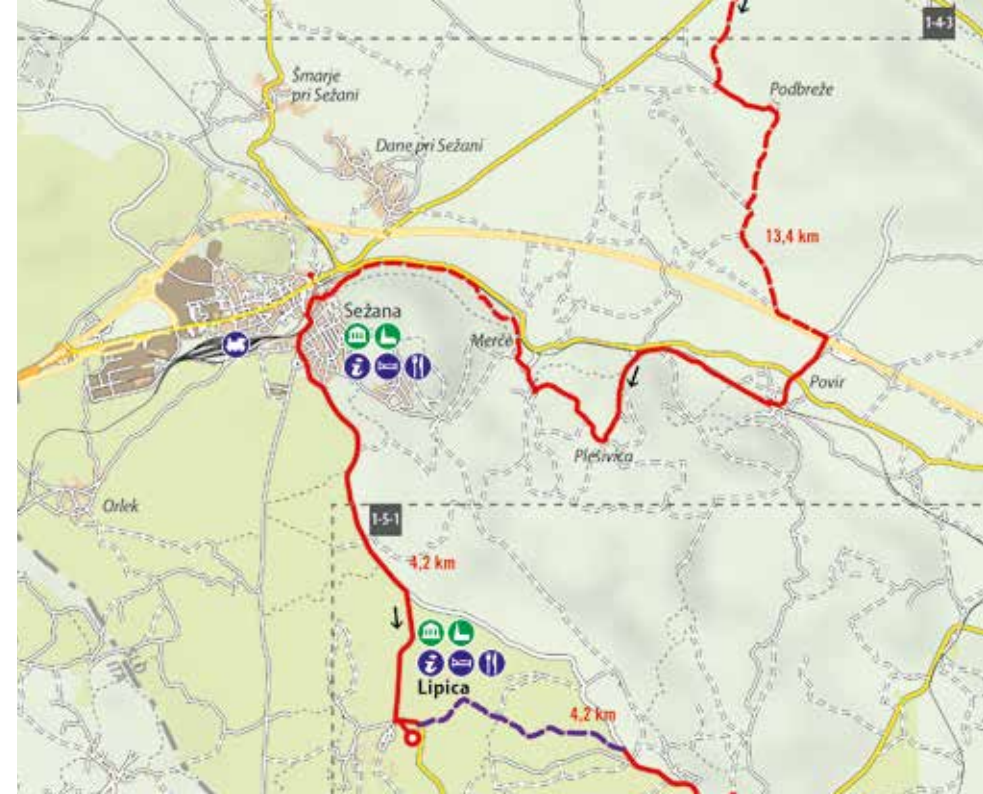 1-4-3
Šmarje
pri Sežani
Podbreže
Dane pri Sežani
13,4 km
Sežana
Merče
Povir
Plešivica
Orlek
1-5-1
4,2 km
Lipica
4,2 km